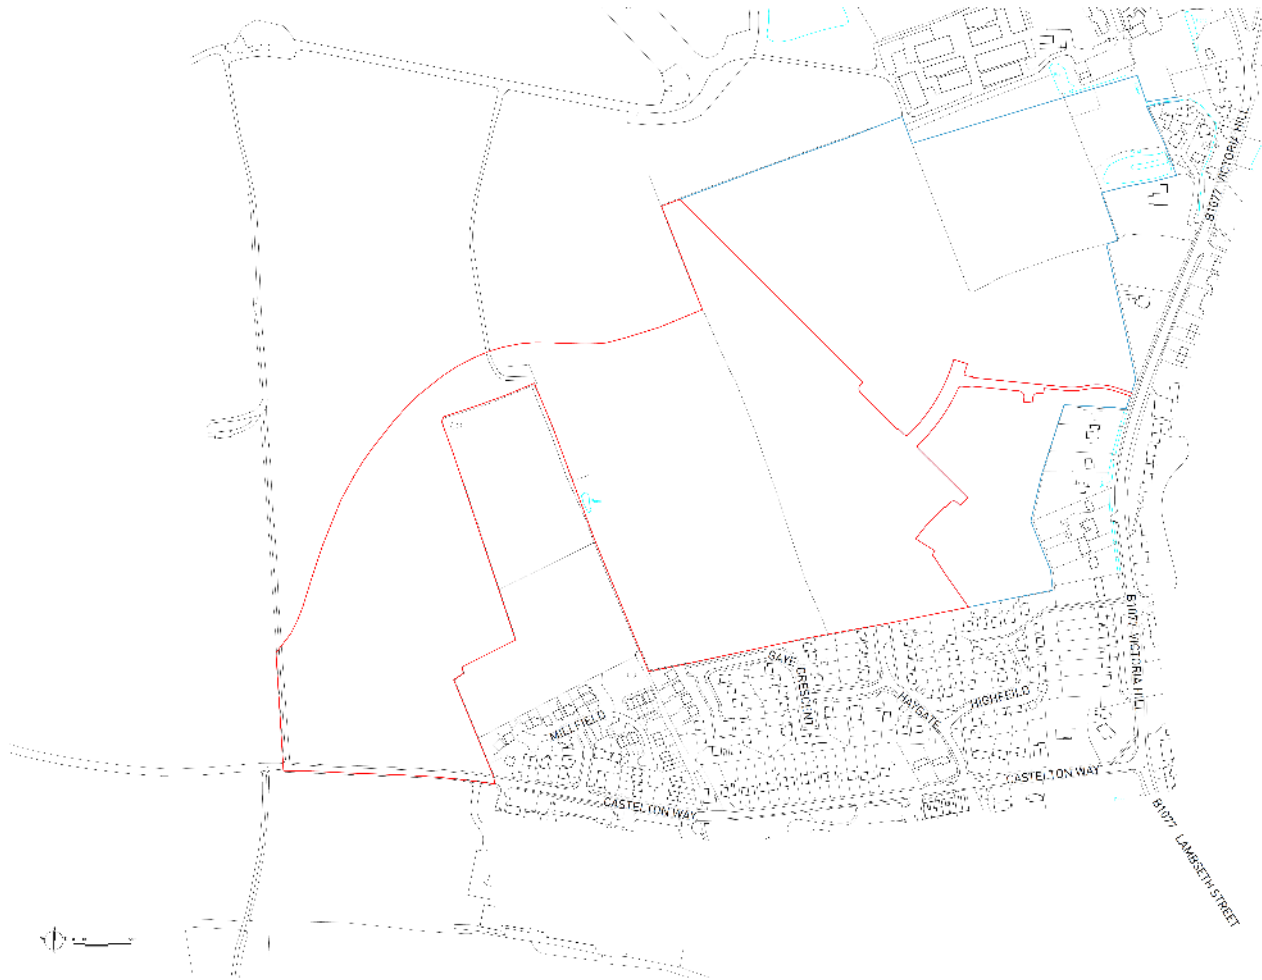 B1077 VICTORIA HILL
B1077 VICTORIA HILL
GAYE CRESCENT
HAYGATE
HIGHFEILD
MILLFIELD
CASTELTON WAY
CASTELTON WAY
B1077 LAMBSETH STREET